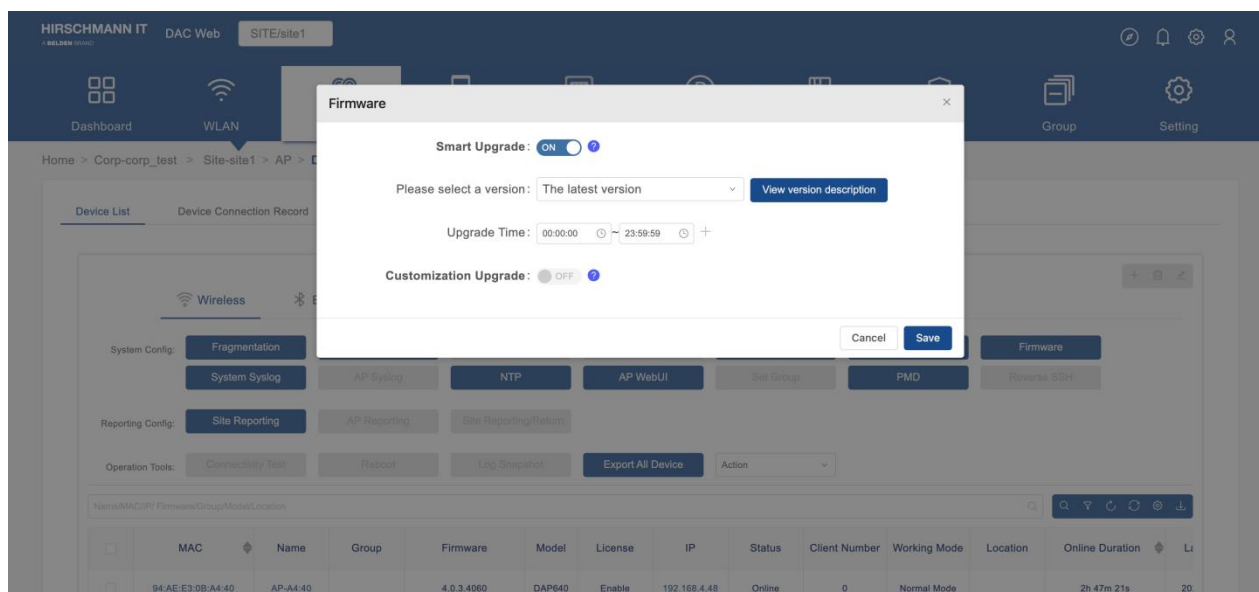 HIRSCHMANN IT
A BELDEN BRAND
DAC Web
SITE/site1
Dashboard
WLAN
Group
Setting
Home > Corp-corp_test > Site-site1 > AP >
Firmware
Smart Upgrade: ON
Please select a version: The latest version View version description
Upgrade Time: 00:00:00 ~ 23:59:59
Customization Upgrade: OFF
Cancel Save
Device List Device Connection Record
Wireless
System Config: Fragmentation Firmware
System Syslog AP Syslog NTP AP WebUI Set Group PMD Reverse SSH
Reporting Config: Site Reporting AP Reporting Site Reporting/Return
Operation Tools: Connectivity Test Reboot Log Snapshot Export All Device Action
Name/MAC/IP/ Firmware/Group/Model/Location
MAC Name Group Firmware Model License IP Status Client Number Working Mode Location Online Duration
94:AE:E3:0B:A4:40 AP-A4:40 4.0.3.4060 DAP640 Enable 192.168.4.48 Online 0 Normal Mode 2h 47m 21s